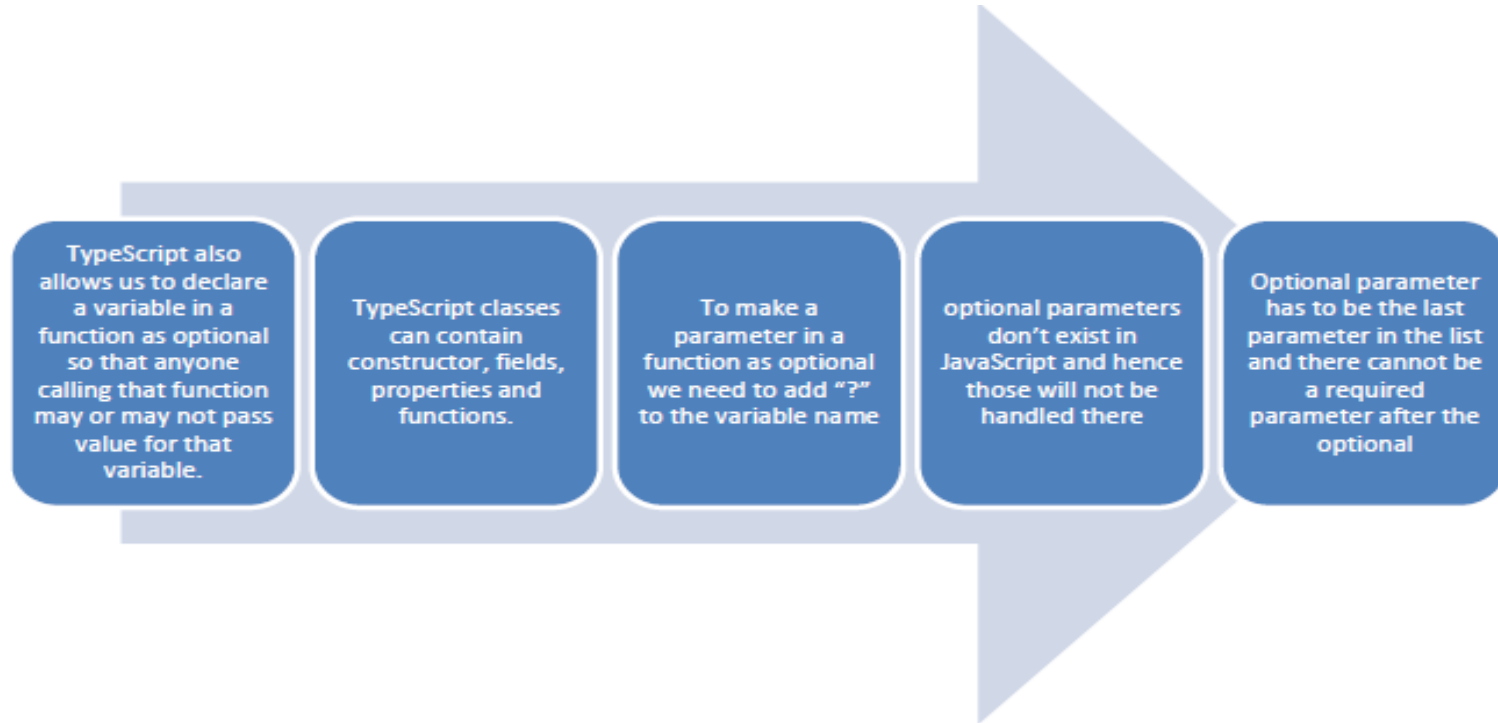 TypeScript also
allows us to declare
a variable in a
function as optional
so that anyone
calling that function
may or may not pass
value for that
variable.
TypeScript classes
can contain
constructor, fields,
properties and
functions.
To make a
parameter in a
function as optional
we need to add “?”
to the variable name
optional parameters
don’t exist in
JavaScript and hence
those will not be
handled there
Optional parameter
has to be the last
parameter in the list
and there cannot be
a required
parameter after the
optional